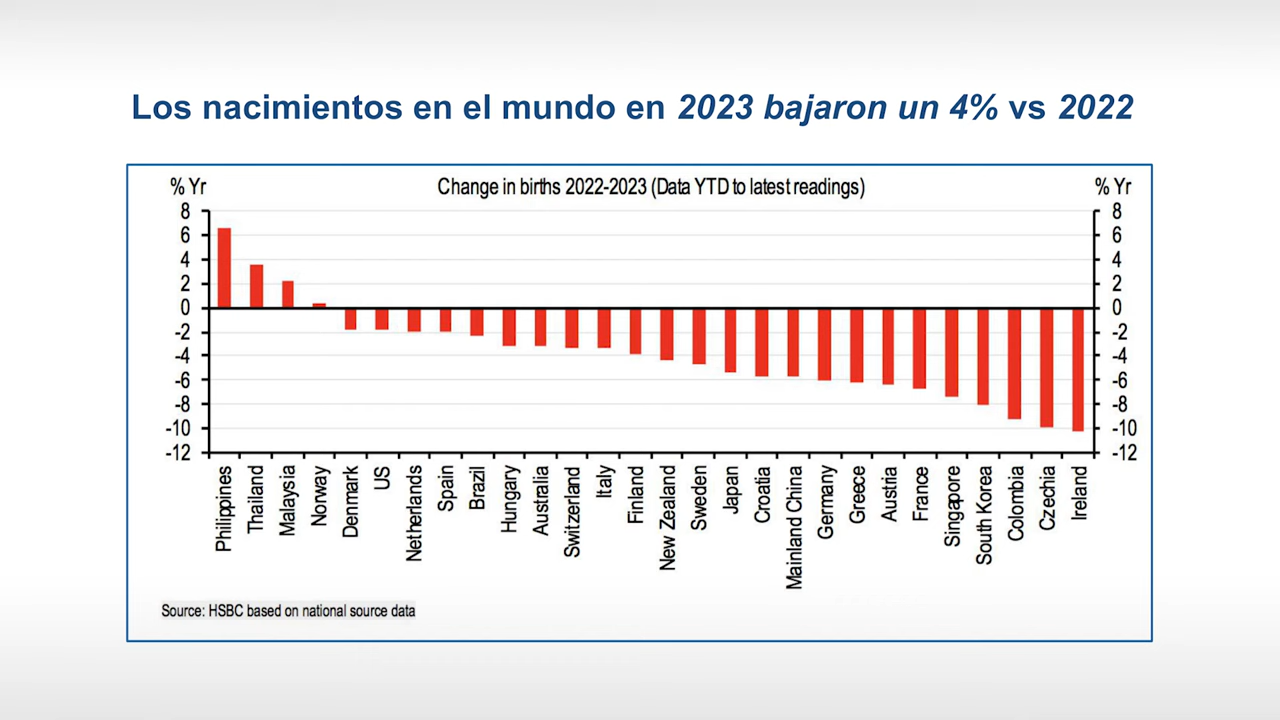 Los nacimientos en el mundo en 2023 bajaron un 4% vs 2022
% Yr
Change in births 2022-2023 (Data YTD to latest readings)
% Yr
8
6
4
2
0
-2
-4
-6
-8
-10
-12
8
6
4
2
0
-2
-4
-6
-8
-10
-12
Philippines
Thailand
Malaysia
Norway
Denmark
US
Netherlands
Spain
Brazil
Hungary
Australia
Switzerland
Italy
Finland
New Zealand
Sweden
Japan
Croatia
Mainland China
Germany
Greece
Austria
France
Singapore
South Korea
Colombia
Czechia
Ireland
Source: HSBC based on national source data